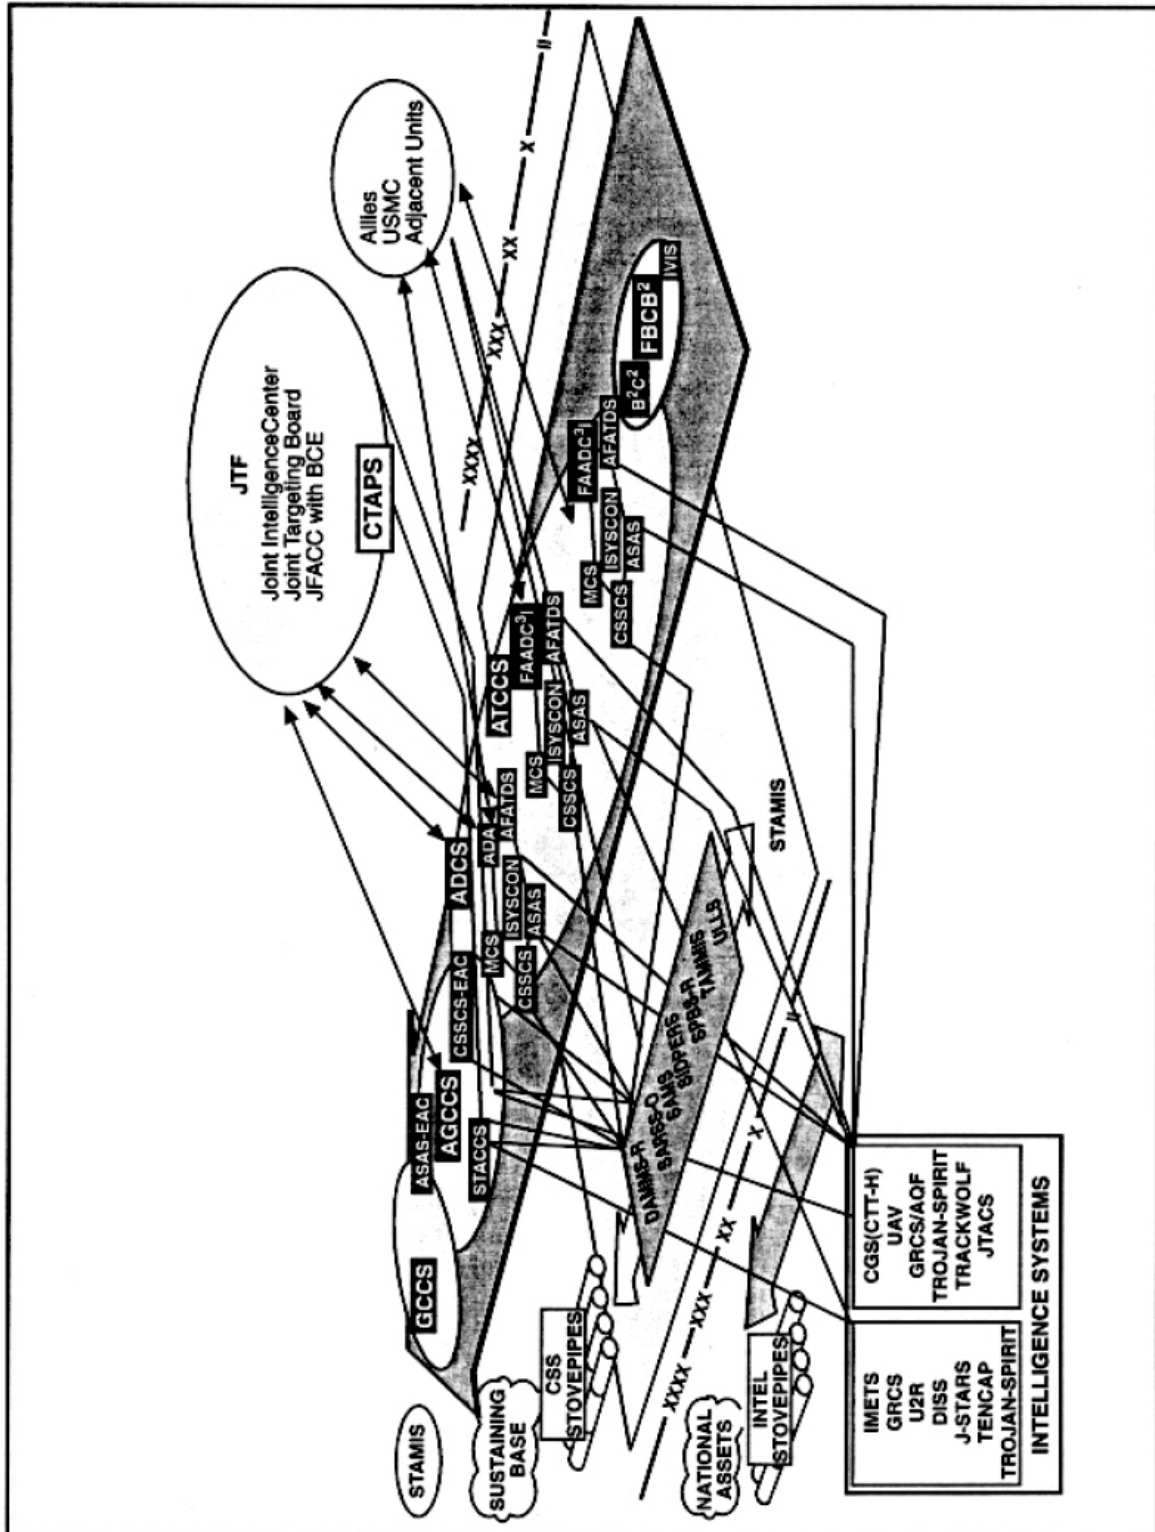 JTF
Joint IntelligenceCenter
Joint Targeting Board
JFACC with BCE
CTAPS
Allies
USMC
Adjacent Units
XXXX
XXX
XX
X
II
GCCS
ASAS-EAC
AGCCS
STACCS
CSSCS-EAC
ADCS
MCS
ISYSCON
ADA
AFATDS
CSSCS
ASAS
ATCCS
FAADC³I
MCS
ISYSCON
AFATDS
CSSCS
ASAS
FAADC³I
MCS
ISYSCON
AFATDS
CSSCS
ASAS
B²C²
FBCB²
IVIS
STAMIS
SUSTAINING
BASE
CSS
STOVEPIPES
DAMMS-R
SARSS-O
SAMS
SIDPERS
SPBS-R
TAMMIS
ULLS
STAMIS
NATIONAL
ASSETS
INTEL
STOVEPIPES
XXXX
XXX
XX
X
II
IMETS
GRCS
U2R
DISS
J-STARS
TENCAP
TROJAN-SPIRIT
CGS(CTT-H)
UAV
GRCS/AQF
TROJAN-SPIRIT
TRACKWOLF
JTACS
INTELLIGENCE SYSTEMS